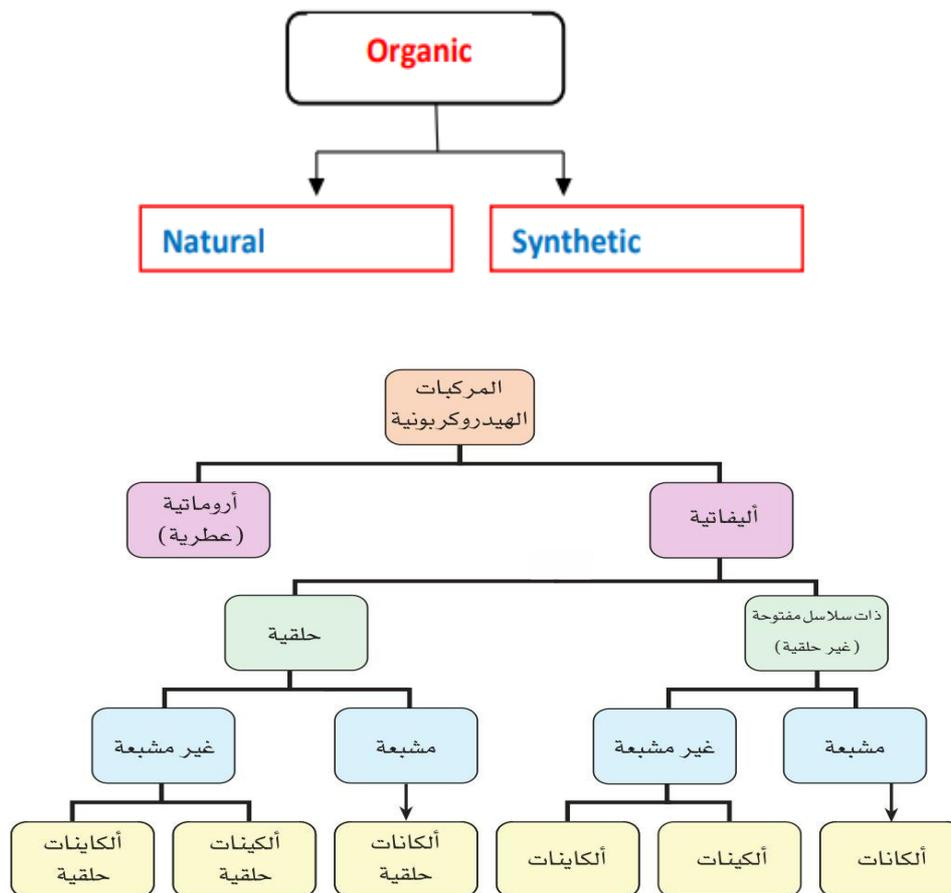 Organic
Natural
Synthetic
المركبات
الهيدروكربونية
أليفاتية
أروماتية
(عطرية)
ذات سلاسل مفتوحة
(غير حلقية)
حلقية
مشبعة
غير مشبعة
مشبعة
غير مشبعة
ألكانات
ألكينات
ألكاينات
ألكانات
حلقية
ألكينات
حلقية
ألكاينات
حلقية